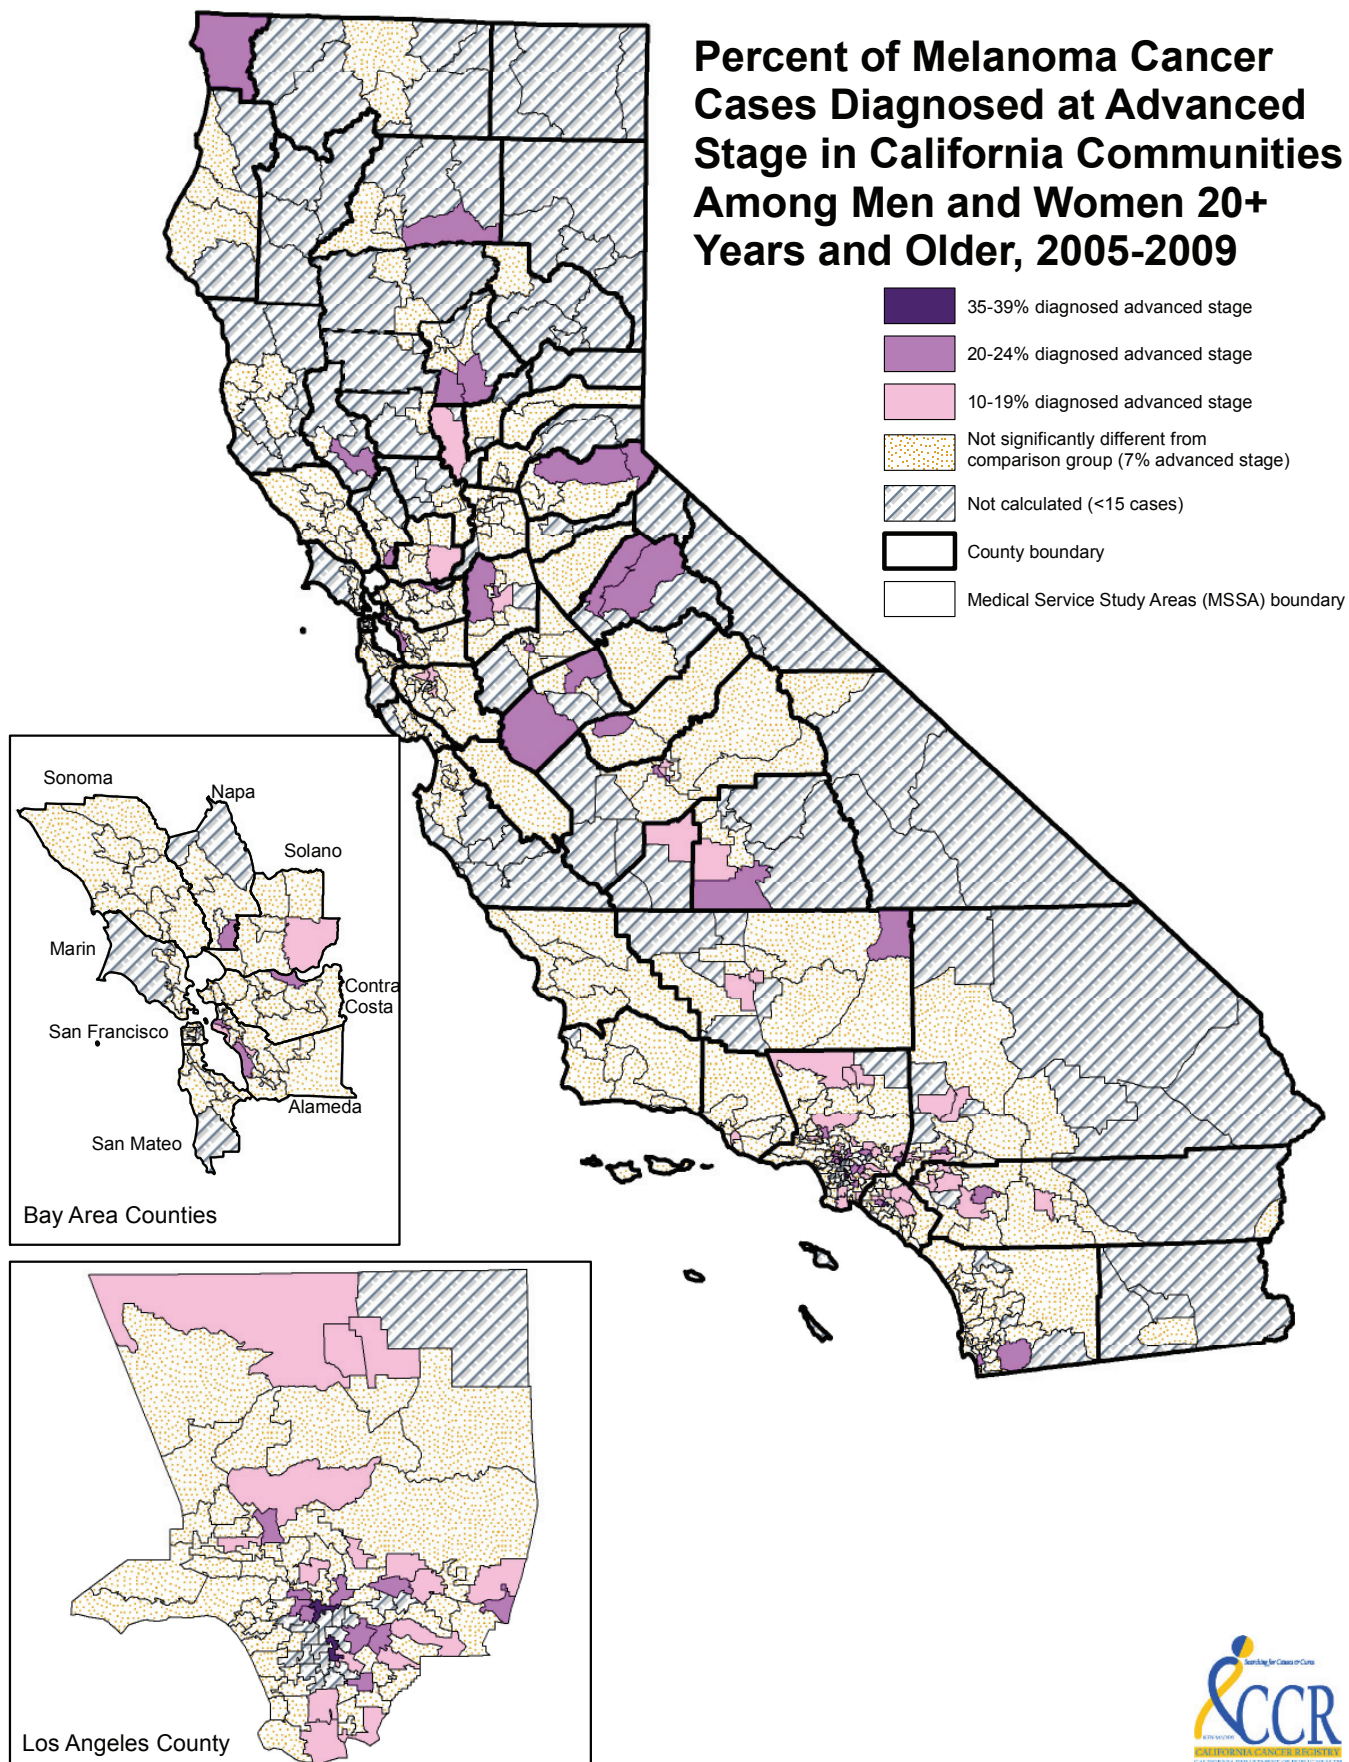 Percent of Melanoma Cancer
Cases Diagnosed at Advanced
Stage in California Communities
Among Men and Women 20+
Years and Older, 2005-2009
35-39% diagnosed advanced stage
20-24% diagnosed advanced stage
10-19% diagnosed advanced stage
Not significantly different from
comparison group (7% advanced stage)
Not calculated (<15 cases)
County boundary
Medical Service Study Areas (MSSA) boundary
Sonoma
Napa
Solano
Marin
Contra
Costa
San Francisco
Alameda
San Mateo
Bay Area Counties
Los Angeles County
Searching for Causes & Cures
CCR
CALIFORNIA CANCER REGISTRY